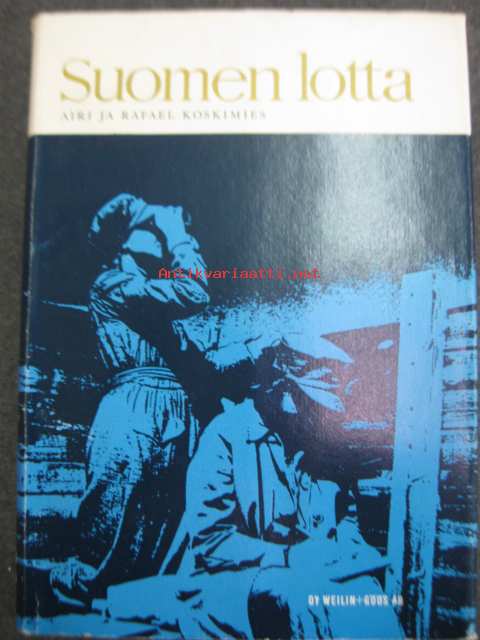 Suomen lotta
AIRI JA RAFAEL KOSKIMIES
Antikvariaatti.net
OY WEILIN+GÖÖS AB